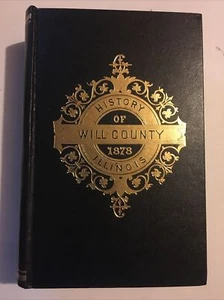 HISTORY
OF
WILL COUNTY
1878
ILLINOIS